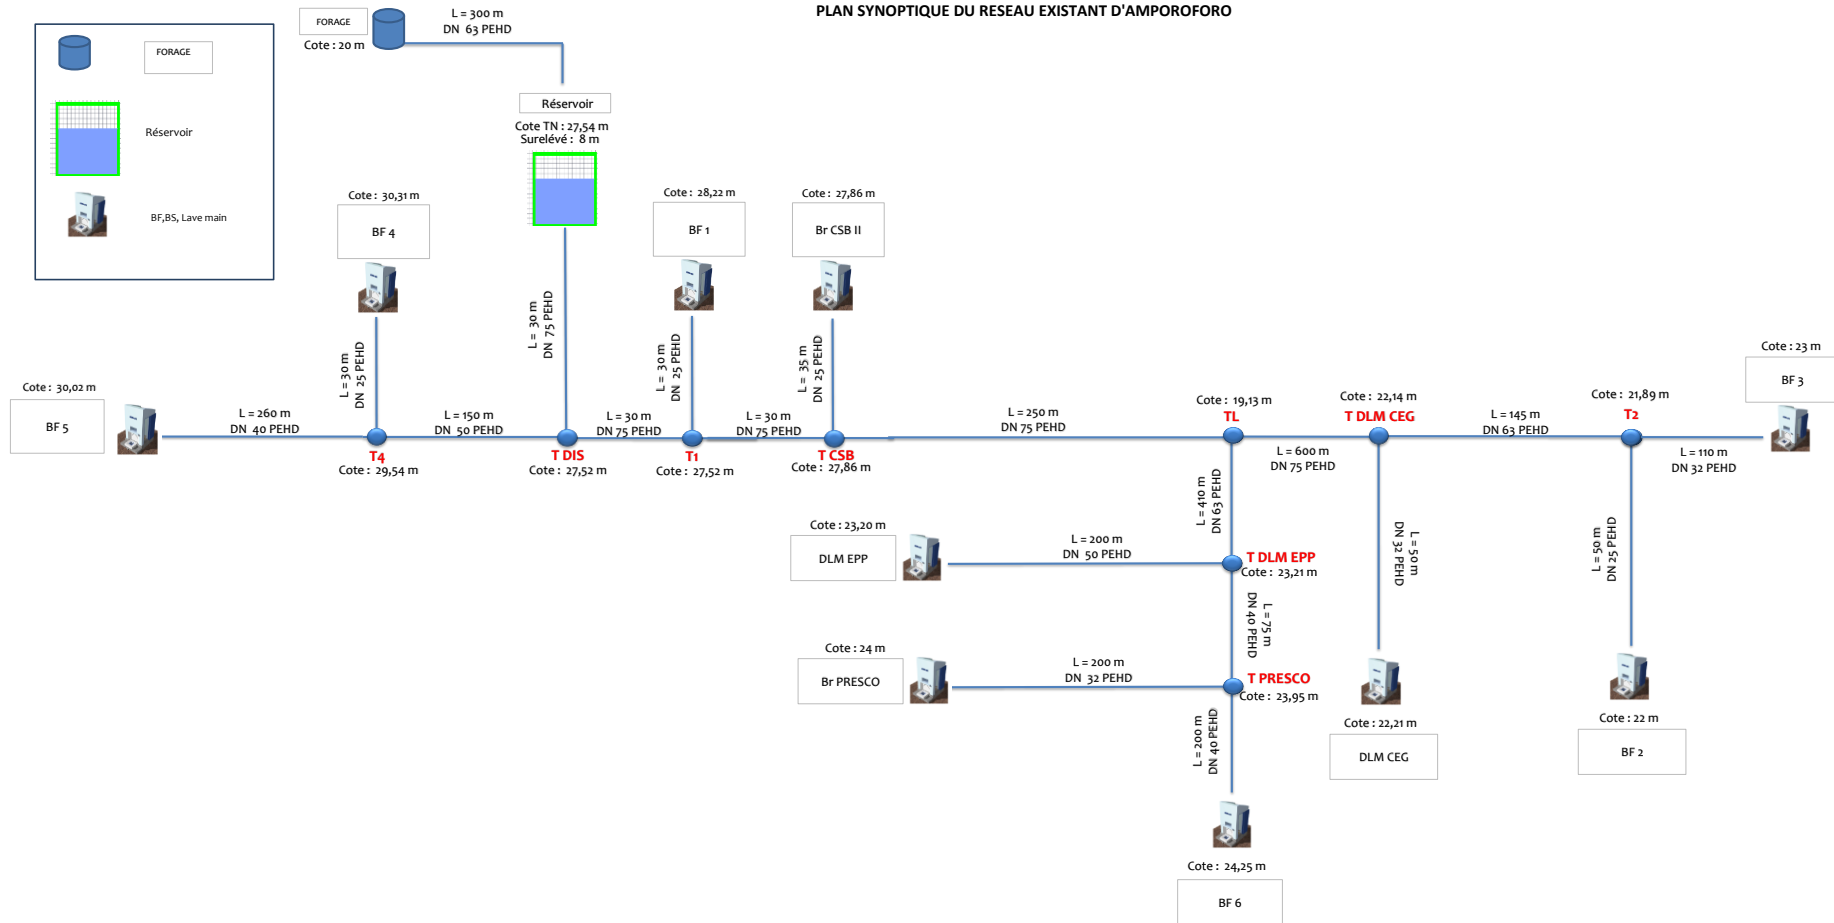 PLAN SYNOPTIQUE DU RESEAU EXISTANT D'AMPOROFORO
FORAGE
Réservoir
BF,BS, Lave main
FORAGE
Cote : 20 m
L = 300 m
DN 63 PEHD
Réservoir
Cote TN : 27,54 m
Surelévé : 8 m
L = 30 m
DN 75 PEHD
Cote : 30,31 m
BF 4
L = 30 m
DN 25 PEHD
Cote : 28,22 m
BF 1
L = 30 m
DN 25 PEHD
Cote : 27,86 m
Br CSB II
L = 35 m
DN 25 PEHD
Cote : 30,02 m
BF 5
L = 260 m
DN 40 PEHD
T4
Cote : 29,54 m
L = 150 m
DN 50 PEHD
T DIS
Cote : 27,52 m
L = 30 m
DN 75 PEHD
T1
Cote : 27,52 m
L = 30 m
DN 75 PEHD
T CSB
Cote : 27,86 m
L = 250 m
DN 75 PEHD
Cote : 19,13 m
TL
L = 600 m
DN 75 PEHD
Cote : 22,14 m
T DLM CEG
L = 145 m
DN 63 PEHD
Cote : 21,89 m
T2
L = 110 m
DN 32 PEHD
Cote : 23 m
BF 3
L = 410 m
DN 63 PEHD
Cote : 23,20 m
DLM EPP
L = 200 m
DN 50 PEHD
T DLM EPP
Cote : 23,21 m
L = 75 m
DN 40 PEHD
Cote : 24 m
Br PRESCO
L = 200 m
DN 32 PEHD
T PRESCO
Cote : 23,95 m
L = 200 m
DN 40 PEHD
Cote : 24,25 m
BF 6
L = 50 m
DN 32 PEHD
Cote : 22,21 m
DLM CEG
L = 50 m
DN 25 PEHD
Cote : 22 m
BF 2